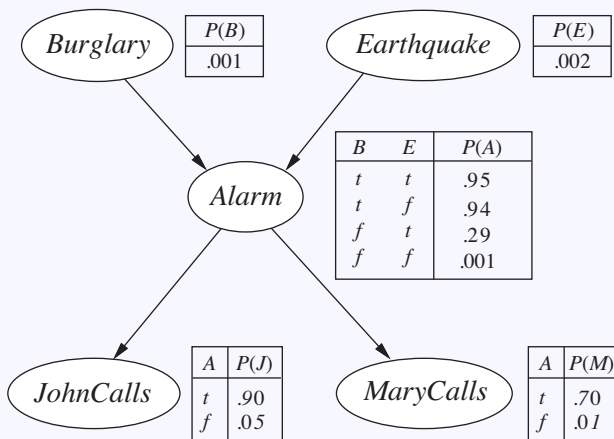 Burglary
P(B)
.001
Earthquake
P(E)
.002
Alarm
B E P(A)
t t .95
t f .94
f t .29
f f .001
JohnCalls
A P(J)
t .90
f .05
MaryCalls
A P(M)
t .70
f .01